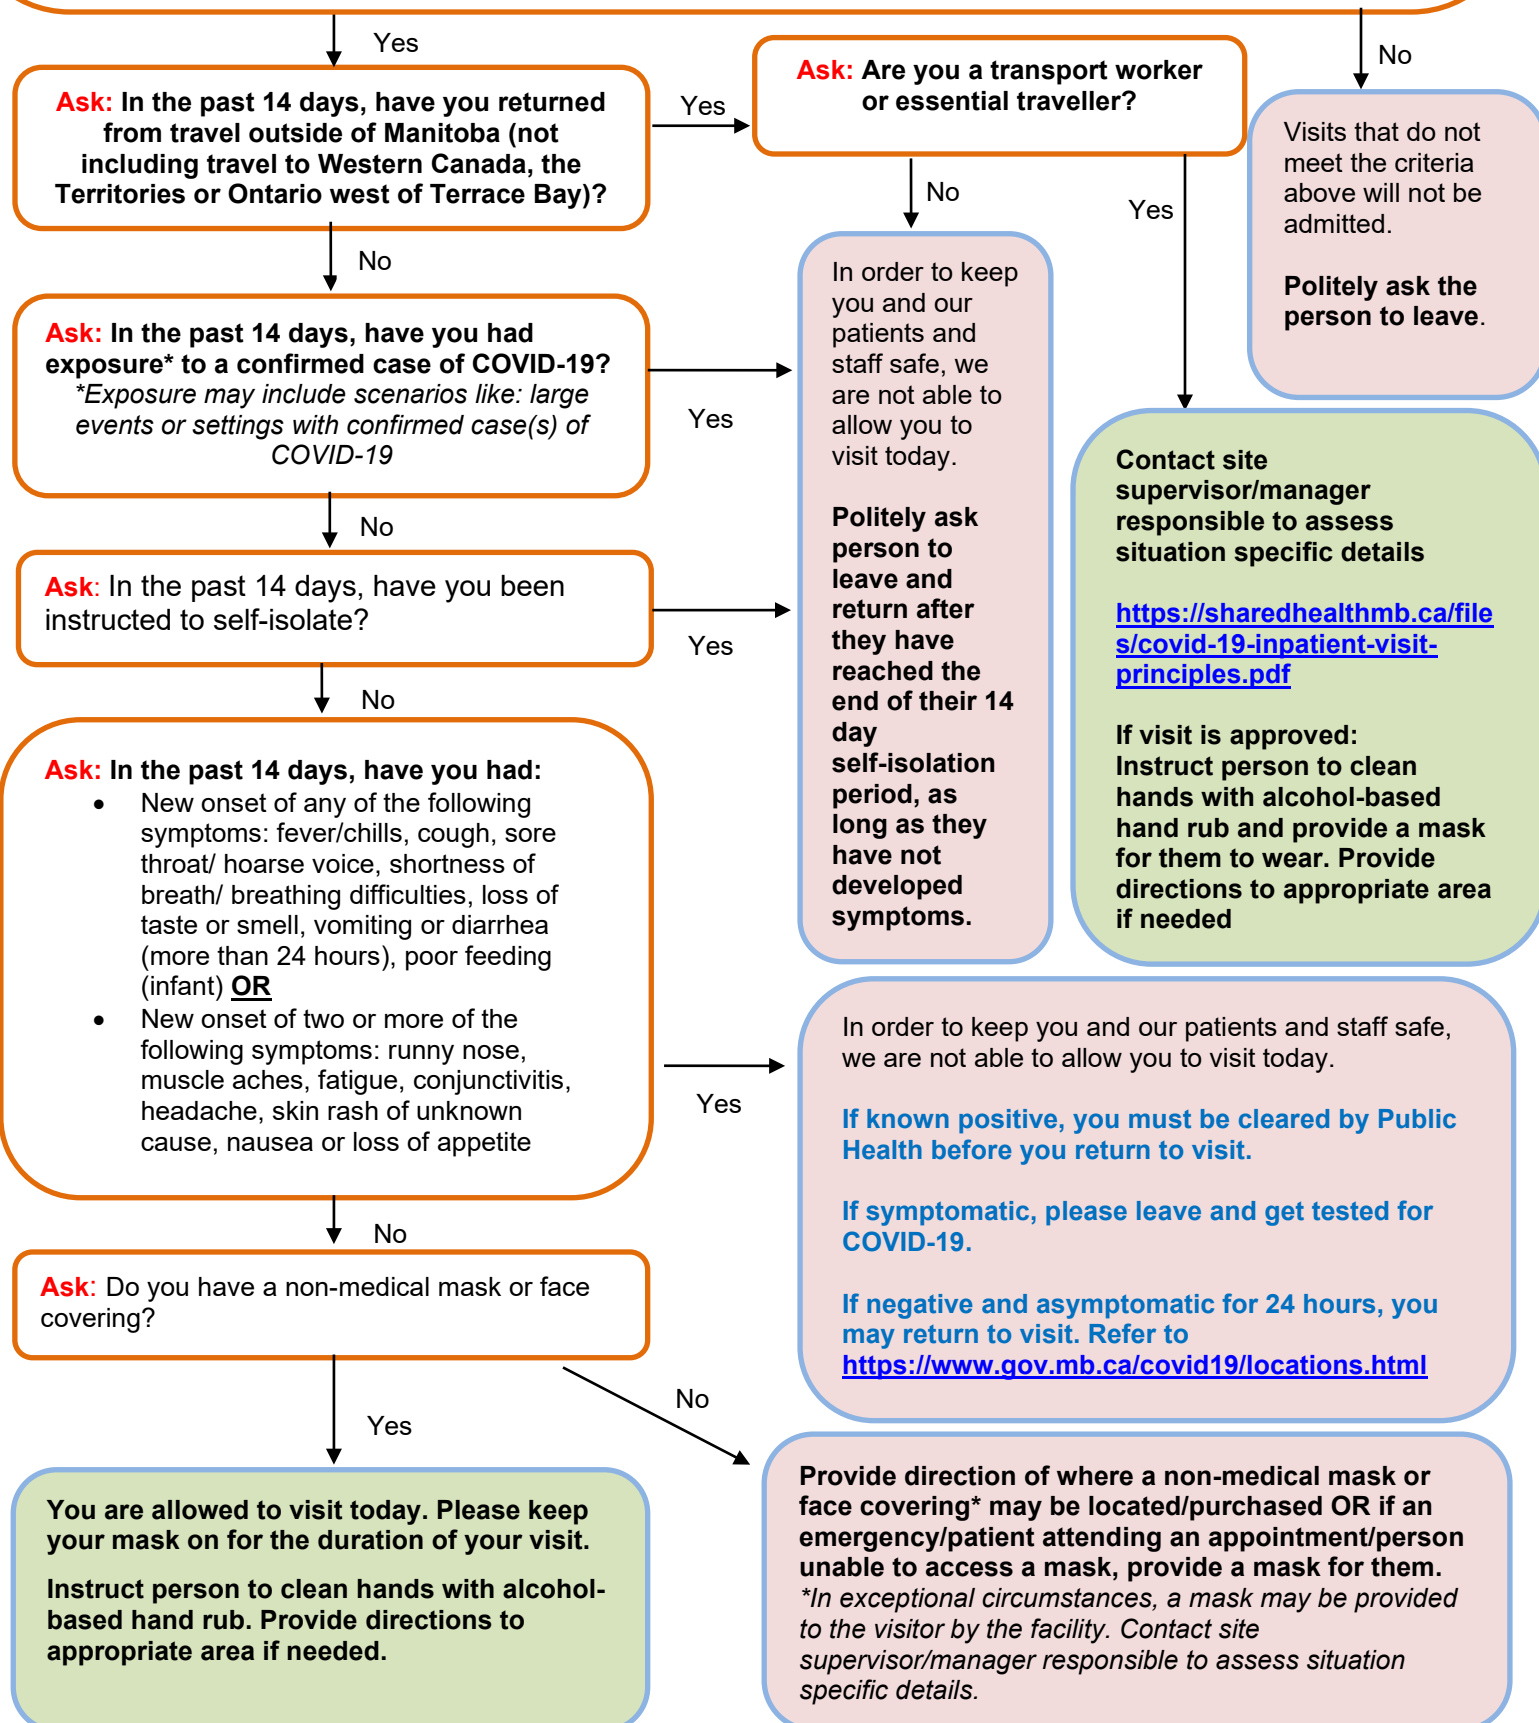 Yes
No
Ask: In the past 14 days, have you returned
from travel outside of Manitoba (not
including travel to Western Canada, the
Territories or Ontario west of Terrace Bay)?
Yes
Ask: Are you a transport worker
or essential traveller?
Visits that do not
meet the criteria
above will not be
admitted.
Politely ask the
person to leave.
No
No
Yes
Ask: In the past 14 days, have you had
exposure* to a confirmed case of COVID-19?
*Exposure may include scenarios like: large
events or settings with confirmed case(s) of
COVID-19
Yes
In order to keep
you and our
patients and
staff safe, we
are not able to
allow you to
visit today.
Politely ask
person to
leave and
return after
they have
reached the
end of their 14
day
self-isolation
period, as
long as they
have not
developed
symptoms.
Contact site
supervisor/manager
responsible to assess
situation specific details
https://sharedhealthmb.ca/file
s/covid-19-inpatient-visit-
principles.pdf
If visit is approved:
Instruct person to clean
hands with alcohol-based
hand rub and provide a mask
for them to wear. Provide
directions to appropriate area
if needed
No
Ask: In the past 14 days, have you been
instructed to self-isolate?
Yes
No
Ask: In the past 14 days, have you had:
• New onset of any of the following
symptoms: fever/chills, cough, sore
throat/ hoarse voice, shortness of
breath/ breathing difficulties, loss of
taste or smell, vomiting or diarrhea
(more than 24 hours), poor feeding
(infant) OR
• New onset of two or more of the
following symptoms: runny nose,
muscle aches, fatigue, conjunctivitis,
headache, skin rash of unknown
cause, nausea or loss of appetite
Yes
In order to keep you and our patients and staff safe,
we are not able to allow you to visit today.
If known positive, you must be cleared by Public
Health before you return to visit.
If symptomatic, please leave and get tested for
COVID-19.
If negative and asymptomatic for 24 hours, you
may return to visit. Refer to
https://www.gov.mb.ca/covid19/locations.html
No
Ask: Do you have a non-medical mask or face
covering?
Yes
No
You are allowed to visit today. Please keep
your mask on for the duration of your visit.
Instruct person to clean hands with alcohol-
based hand rub. Provide directions to
appropriate area if needed.
Provide direction of where a non-medical mask or
face covering* may be located/purchased OR if an
emergency/patient attending an appointment/person
unable to access a mask, provide a mask for them.
*In exceptional circumstances, a mask may be provided
to the visitor by the facility. Contact site
supervisor/manager responsible to assess situation
specific details.